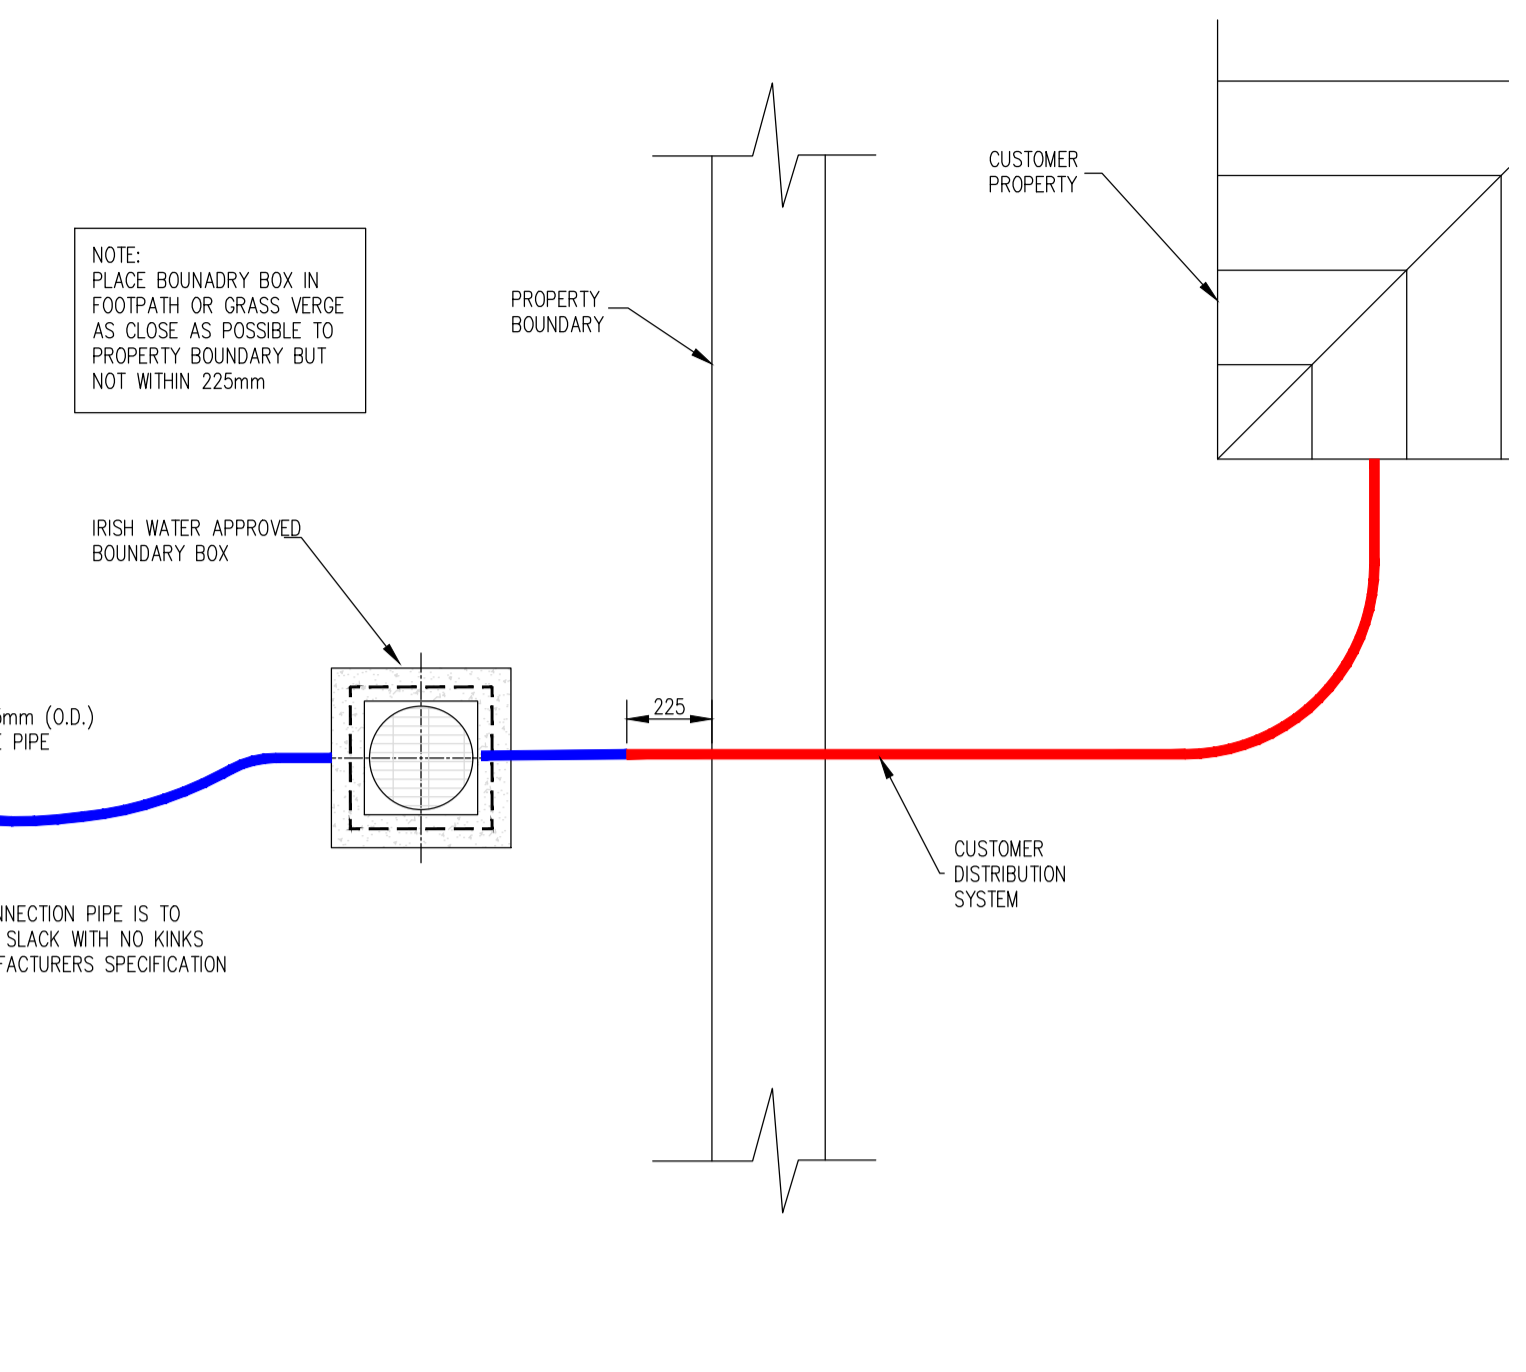 CUSTOMER
PROPERTY
NOTE:
PLACE BOUNADRY BOX IN
FOOTPATH OR GRASS VERGE
AS CLOSE AS POSSIBLE TO
PROPERTY BOUNDARY BUT
NOT WITHIN 225mm
PROPERTY
BOUNDARY
IRISH WATER APPROVED
BOUNDARY BOX
mm (O.D.)
PIPE
225
CUSTOMER
DISTRIBUTION
SYSTEM
PIPE IS TO
SLACK WITH NO KINKS
SPECIFICATION